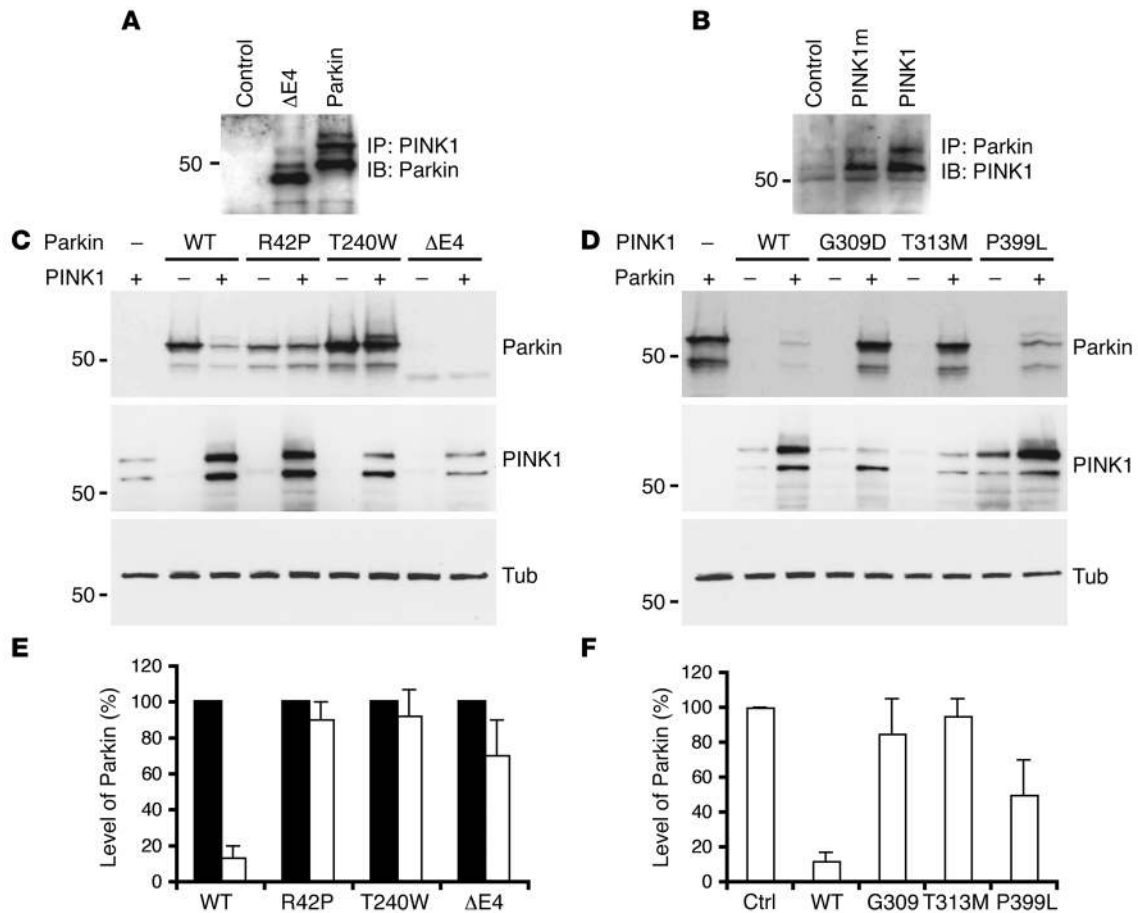 A
Control
ΔE4
Parkin
50
IP: PINK1
IB: Parkin
B
Control
PINK1m
PINK1
50
IP: Parkin
IB: PINK1
C
Parkin – WT R42P T240W ΔE4
PINK1 + – + – + – + – +
50
Parkin
50
PINK1
50
Tub
D
PINK1 – WT G309D T313M P399L
Parkin + – + – + – + – +
50
Parkin
50
PINK1
50
Tub
E
Level of Parkin (%)
120
100
80
60
40
20
0
WT R42P T240W ΔE4
F
Level of Parkin (%)
120
100
80
60
40
20
0
Ctrl WT G309 T313M P399L